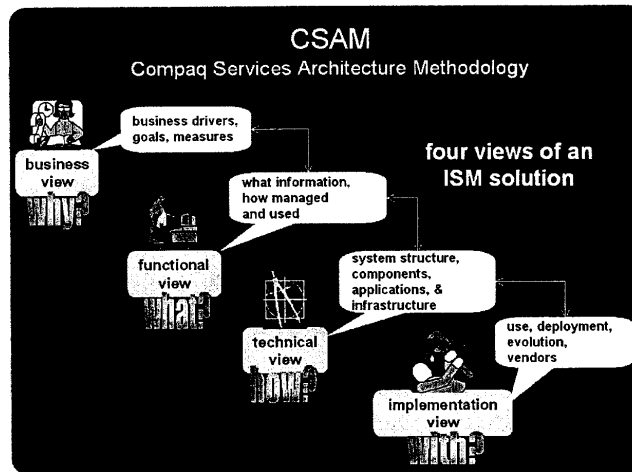 CSAM
Compaq Services Architecture Methodology
business drivers,
goals, measures
four views of an
ISM solution
business
view
why?
what information,
how managed
and used
functional
view
what?
system structure,
components,
applications, &
infrastructure
technical
view
how?
use, deployment,
evolution,
vendors
implementation
view
with?